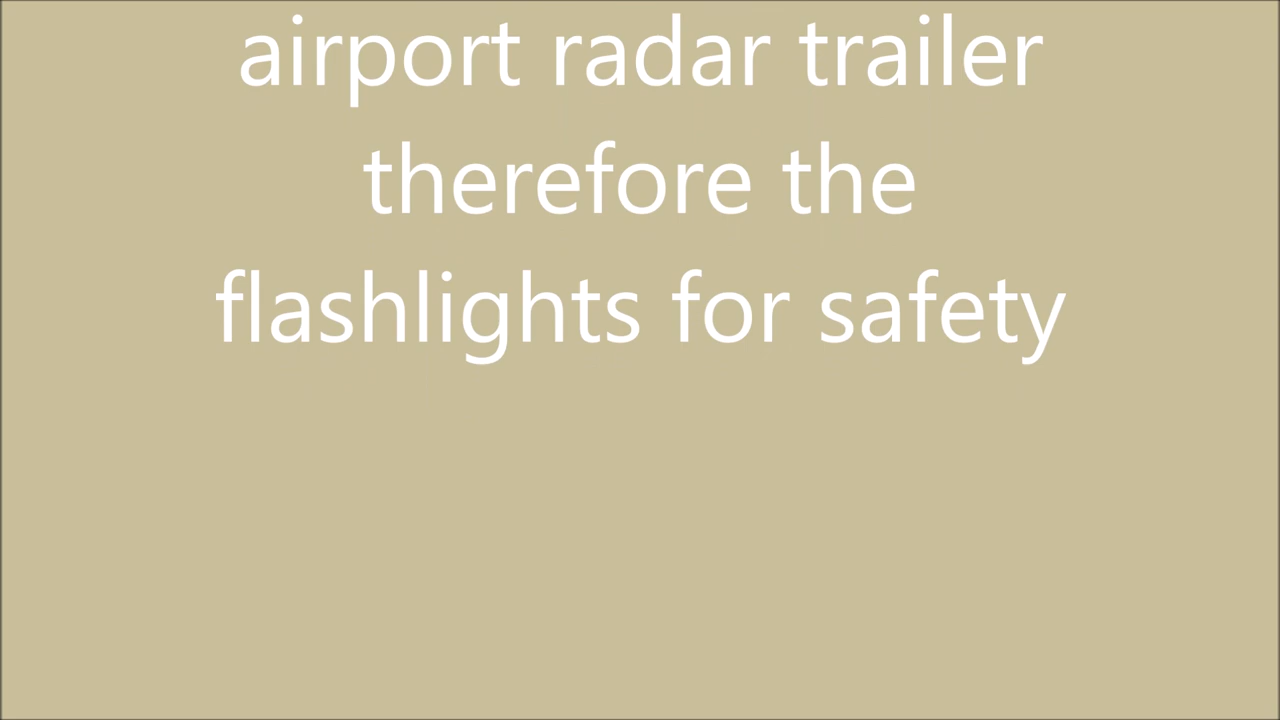 airport radar trailer
therefore the
flashlights for safety